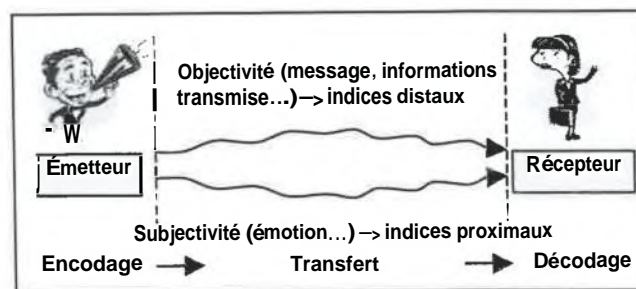 Objectivité (message, informations
transmise...) —> indices distaux
- W
Émetteur
Récepteur
Subjectivité (émotion...) —> indices proximaux
Encodage
Transfert
Décodage